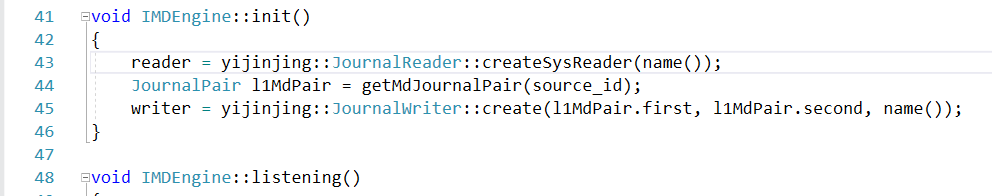 41 void IMDEngine::init()
42 {
43 reader = yijinjing::JournalReader::createSysReader(name());
44 JournalPair l1MdPair = getMdJournalPair(source_id);
45 writer = yijinjing::JournalWriter::create(l1MdPair.first, l1MdPair.second, name());
46 }
47
48 void IMDEngine::listening()